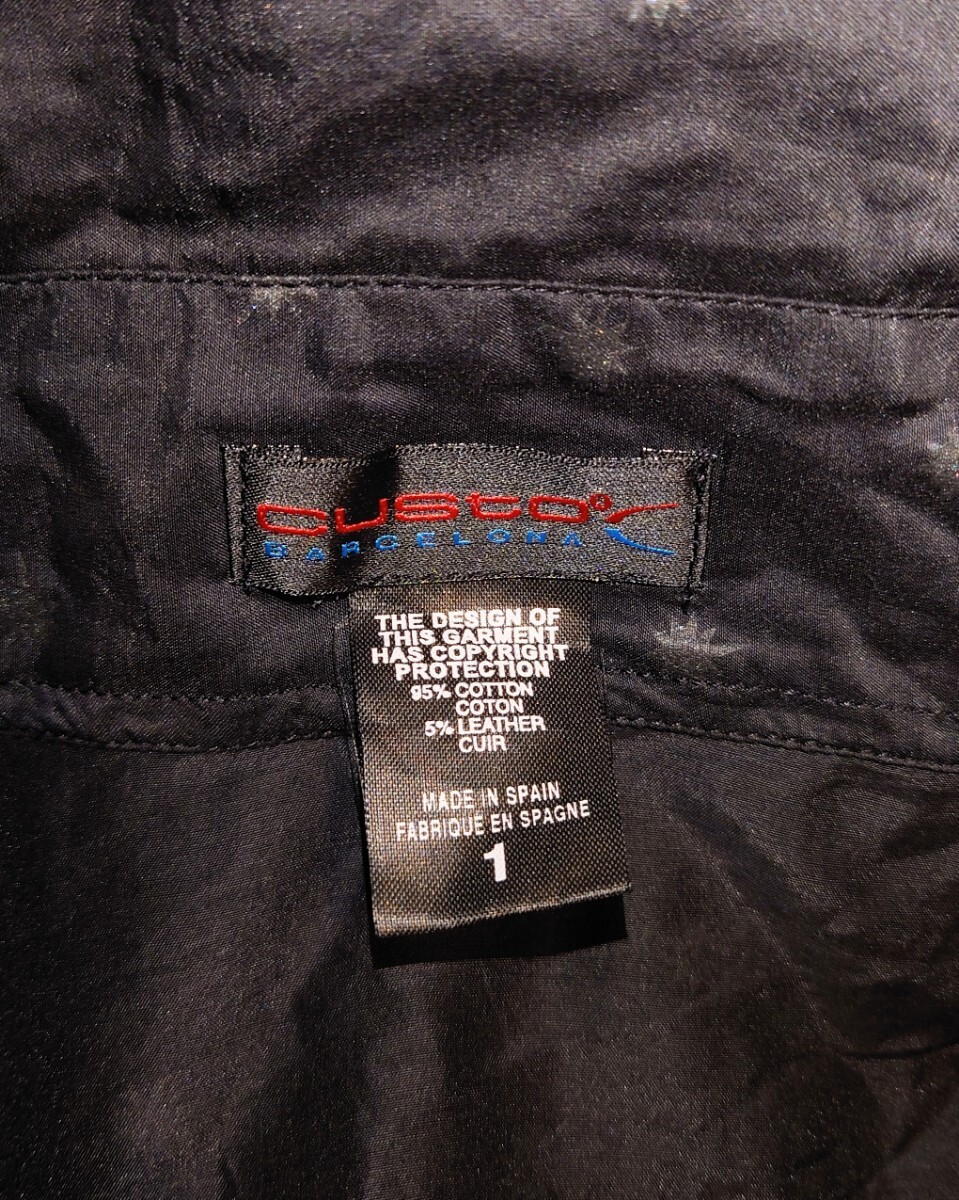 custo
BARCELONA
THE DESIGN OF
THIS GARMENT
HAS COPYRIGHT
PROTECTION
95% COTTON
COTON
5% LEATHER
CUIR
MADE IN SPAIN
FABRIQUE EN SPAGNE
1